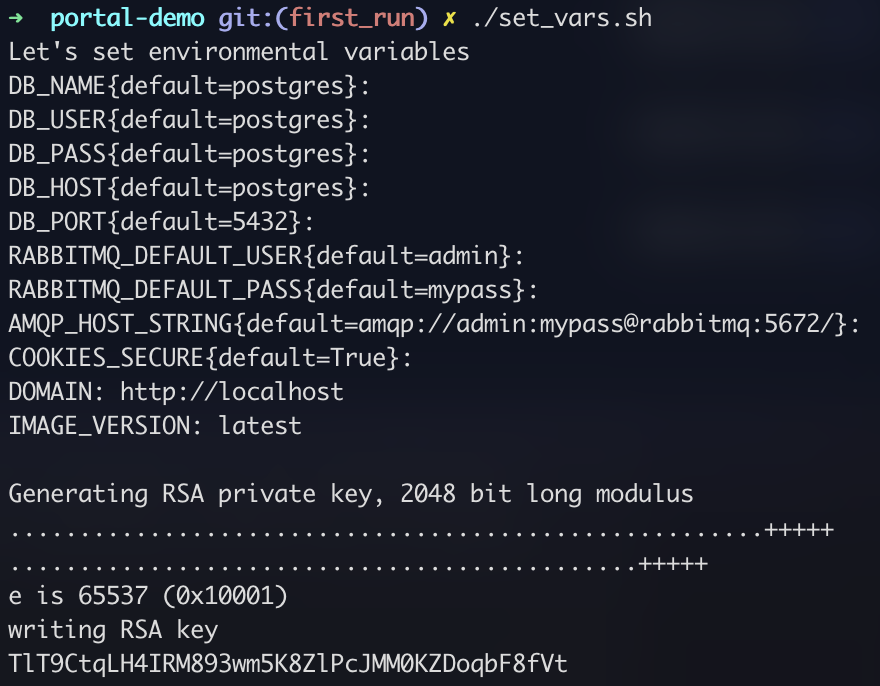 ➜ portal-demo git:(first_run) ✗ ./set_vars.sh
Let's set environmental variables
DB_NAME{default=postgres}:
DB_USER{default=postgres}:
DB_PASS{default=postgres}:
DB_HOST{default=postgres}:
DB_PORT{default=5432}:
RABBITMQ_DEFAULT_USER{default=admin}:
RABBITMQ_DEFAULT_PASS{default=mypass}:
AMQP_HOST_STRING{default=amqp://admin:mypass@rabbitmq:5672/}:
COOKIES_SECURE{default=True}:
DOMAIN: http://localhost
IMAGE_VERSION: latest
Generating RSA private key, 2048 bit long modulus
......................................................+++++
.............................................+++++
e is 65537 (0x10001)
writing RSA key
TlT9CtqLH4IRM893wm5K8ZlPcJMM0KZDoqbF8fVt